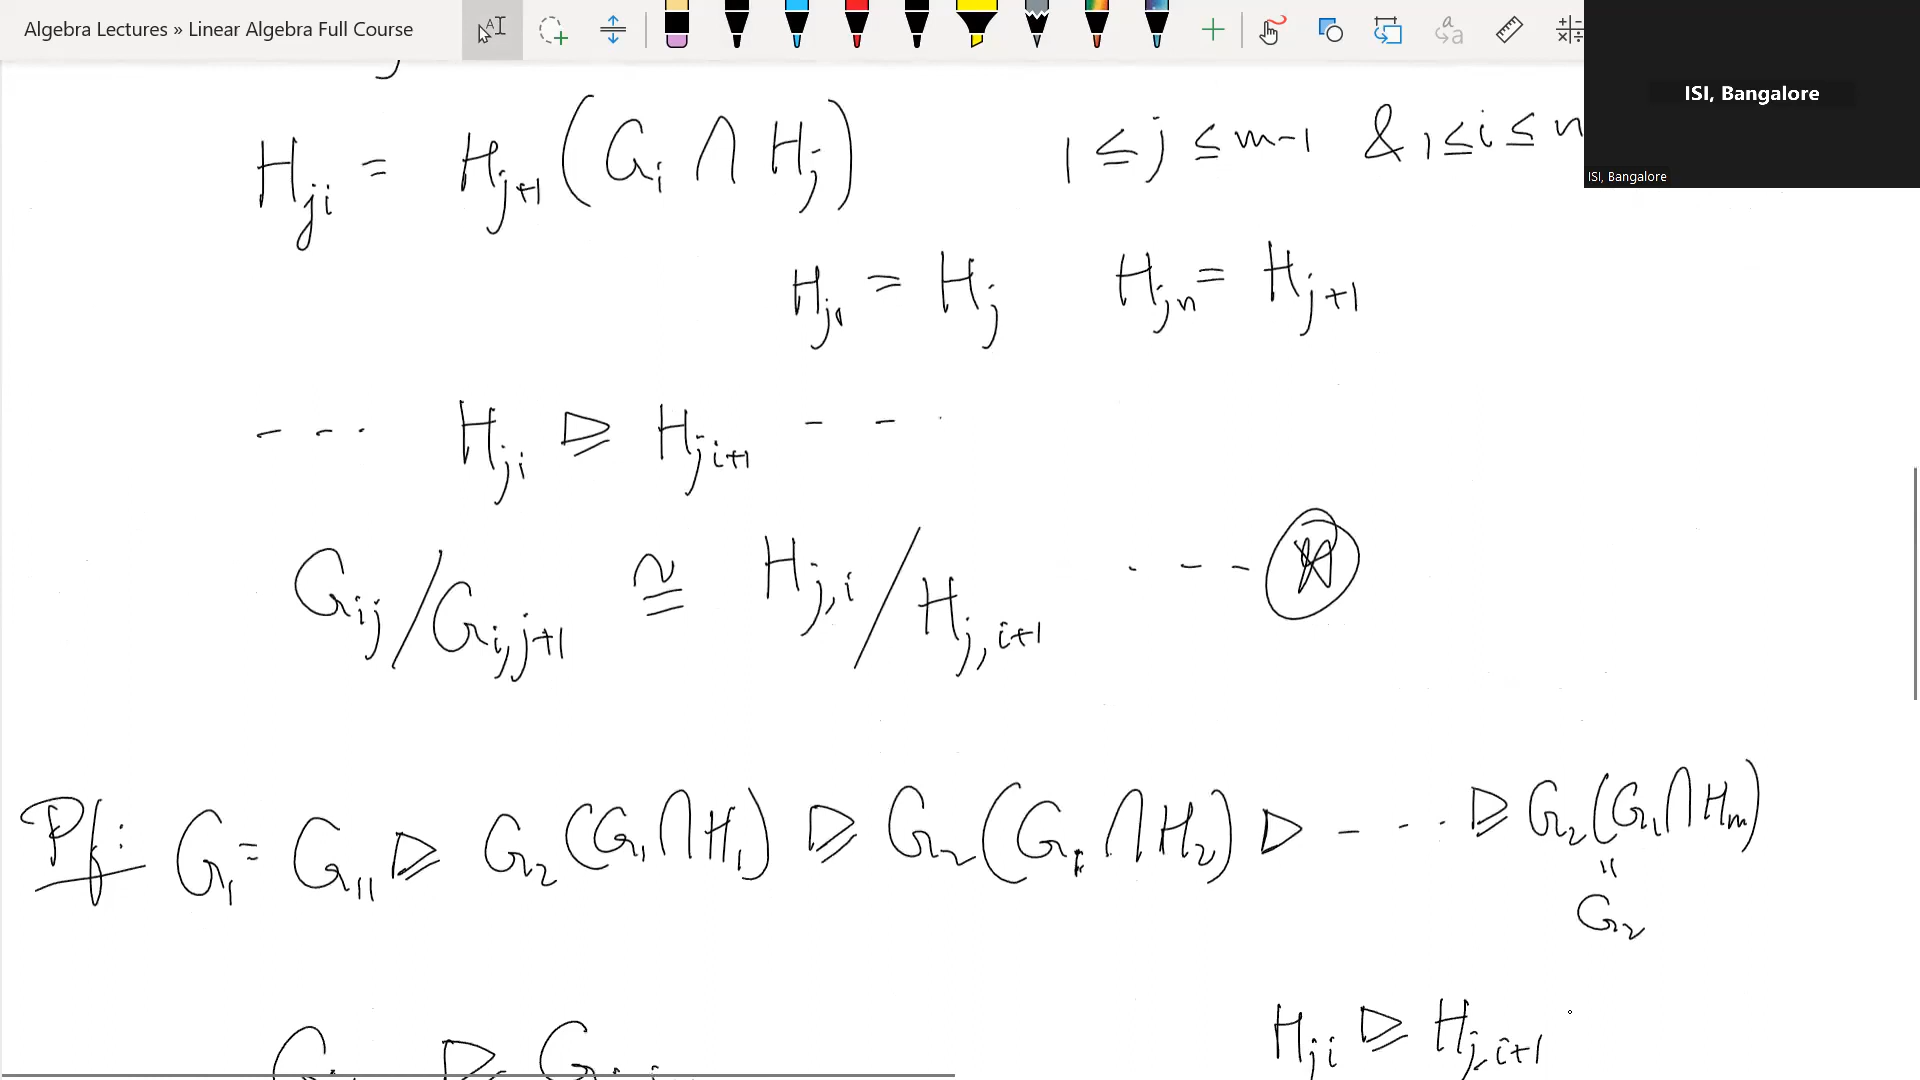 Algebra Lectures » Linear Algebra Full Course
ISI, Bangalore
ISI, Bangalore
H_{ji} = H_{j+1} (G_i ∩ H_j) 1 ≤ j ≤ m-1 & 1 ≤ i ≤ n
H_{j1} = H_j H_{jn} = H_{j+1}
--- H_{ji} ⊵ H_{j i+1} ---
G_{ij}/G_{i,j+1} ≅ H_{j,i}/H_{j,i+1} --- ★
Pf: G_1 = G_{11} ⊵ G_2 (G_1 ∩ H_1) ⊵ G_2 (G_1 ∩ H_2) ▷ - - - ⊵ G_2 (G_1 ∩ H_m)
=
G_2
H_{ji} ⊵ H_{j,i+1}